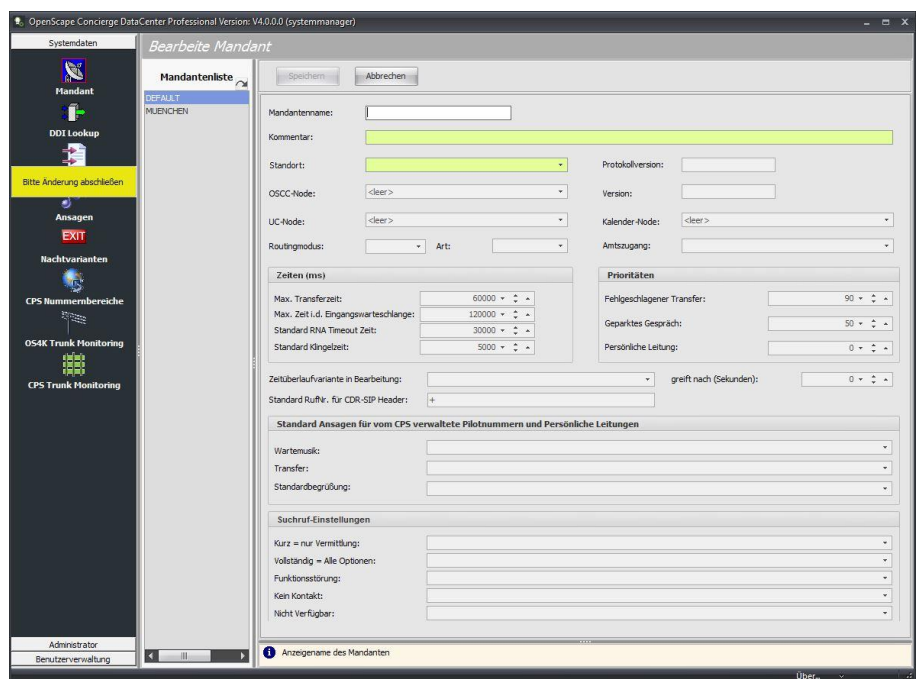 OpenScape Concierge DataCenter Professional Version: V4.0.0.0 (systemmanager)
Systemdaten
Bearbeite Mandant
Mandant
DDI Lookup
Bitte Änderung abschließen
Ansagen
EXIT
Nachtvarianten
CPS Nummernbereiche
OS4K Trunk Monitoring
CPS Trunk Monitoring
Administrator
Benutzerverwaltung
Mandantenliste
DEFAULT
MUENCHEN
Speichern Abbrechen
Mandantenname:
Kommentar:
Standort: Protokollversion:
OSCC-Node: <leer> Version:
UC-Node: <leer> Kalender-Node: <leer>
Routingmodus: Art: Amtszugang:
Zeiten (ms)
Max. Transferzeit: 60000
Max. Zeit i.d. Eingangswarteschlange: 120000
Standard RNA Timeout Zeit: 30000
Standard Klingelzeit: 5000
Prioritäten
Fehlgeschlagener Transfer: 90
Geparktes Gespräch: 50
Persönliche Leitung: 0
Zeitüberlaufvariante in Bearbeitung: greift nach (Sekunden): 0
Standard RufNr. für CDR-SIP Header: +
Standard Ansagen für vom CPS verwaltete Pilotnummern und Persönliche Leitungen
Wartemusik:
Transfer:
Standardbegrüßung:
Suchruf-Einstellungen
Kurz = nur Vermittlung:
Vollständig = Alle Optionen:
Funktionsstörung:
Kein Kontakt:
Nicht Verfügbar:
Anzeigename des Mandanten
Über..